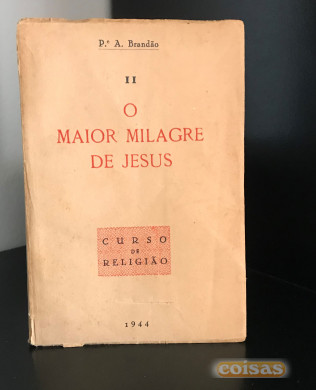 P.ᵉ A. Brandão
II
O
MAIOR MILAGRE
DE JESUS
CURSO
DE
RELIGIÃO
1944
coisas